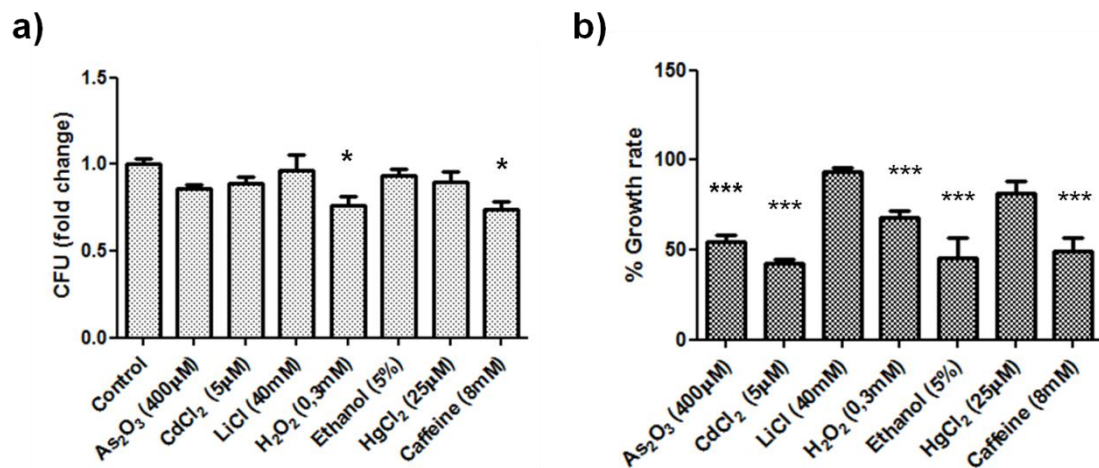 a)
CFU (fold change)
1.5
1.0
0.5
0.0
*
*
Control
As₂O₃ (400µM)
CdCl₂ (5µM)
LiCl (40mM)
H₂O₂ (0,3mM)
Ethanol (5%)
HgCl₂ (25µM)
Caffeine (8mM)
b)
% Growth rate
150
100
50
0
***
***
***
***
***
As₂O₃ (400µM)
CdCl₂ (5µM)
LiCl (40mM)
H₂O₂ (0,3mM)
Ethanol (5%)
HgCl₂ (25µM)
Caffeine (8mM)